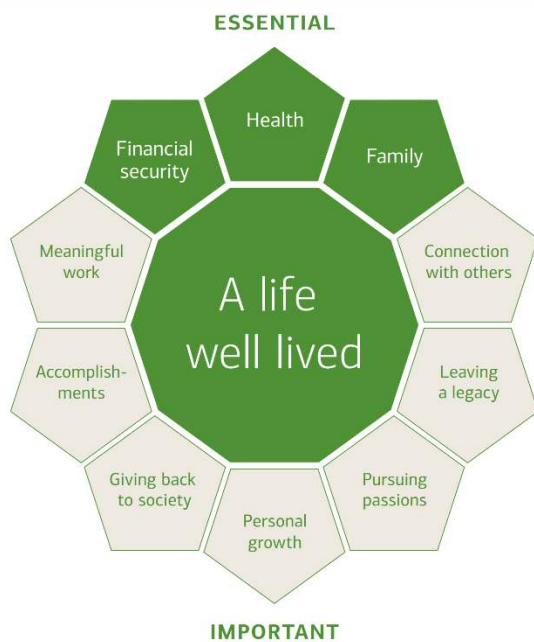 ESSENTIAL
Health
Financial
security
Family
Meaningful
work
Connection
with others
A life
well lived
Accomplish-
ments
Leaving
a legacy
Giving back
to society
Pursuing
passions
Personal
growth
IMPORTANT